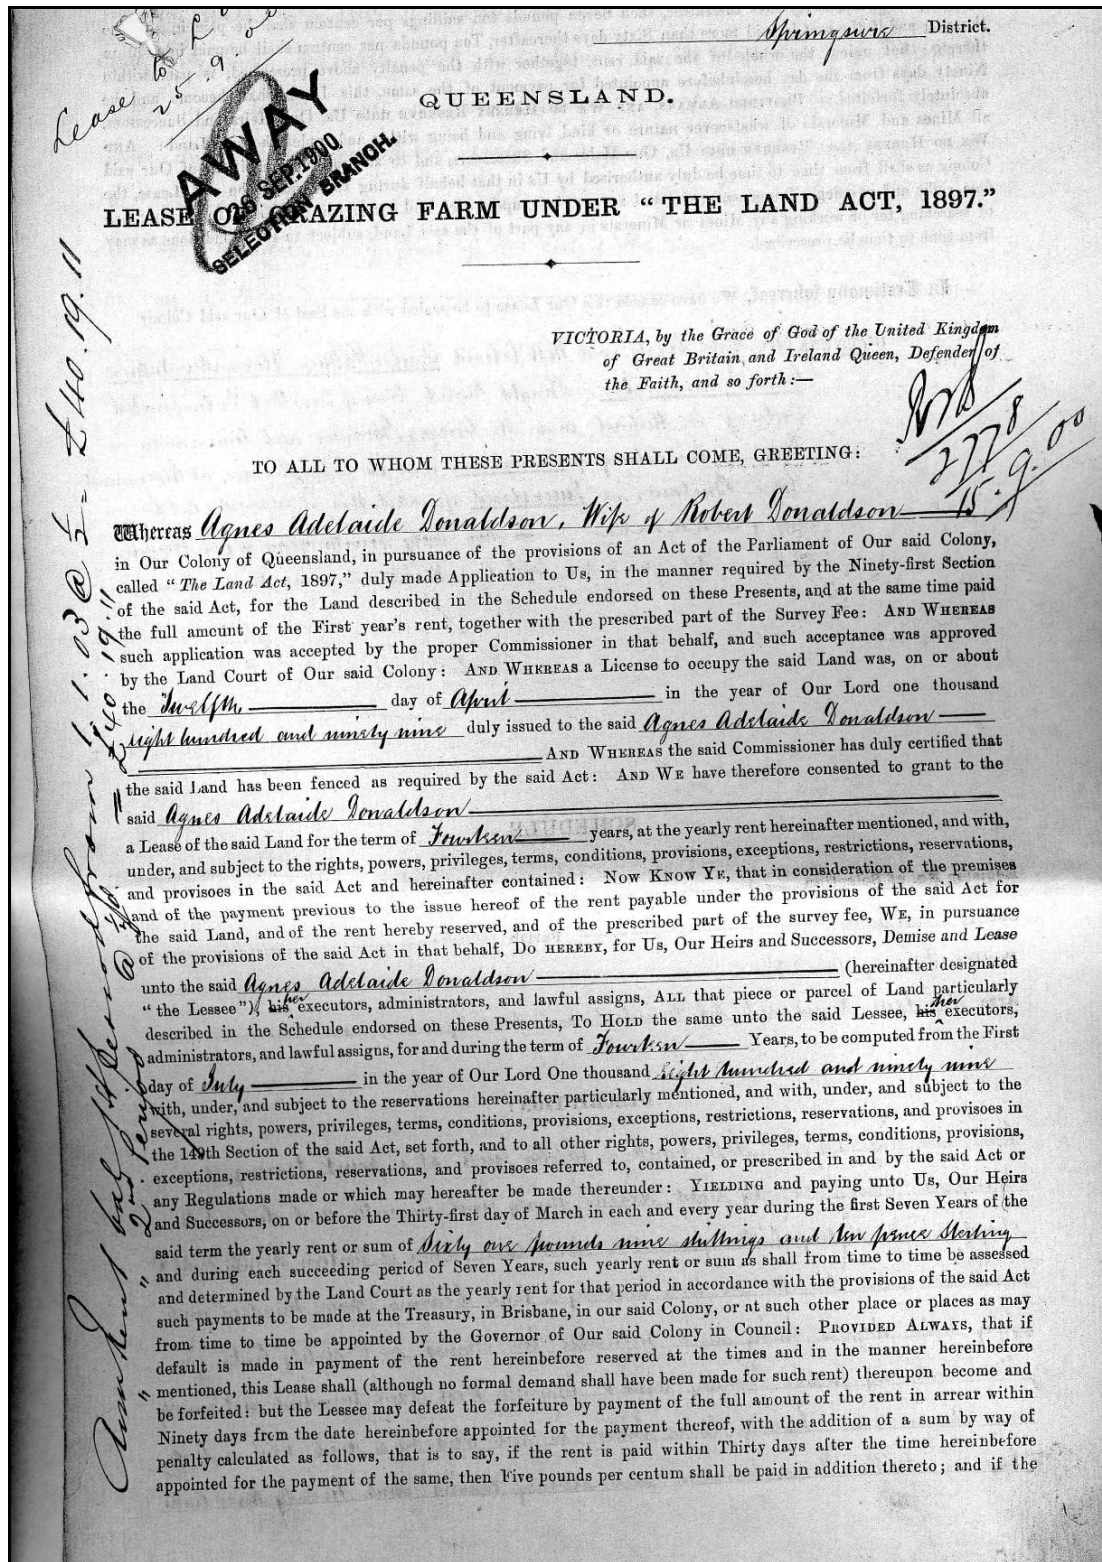 Lease to
25 9 00
Springsure District.
AWAY
28 SEP. 1900
SELECTION BRANCH.
QUEENSLAND.
LEASE OF GRAZING FARM UNDER “THE LAND ACT, 1897.”
VICTORIA, by the Grace of God of the United Kingdom
of Great Britain and Ireland Queen, Defender of
the Faith, and so forth:—
2778
15.9.00
TO ALL TO WHOM THESE PRESENTS SHALL COME, GREETING:
Whereas Agnes Adelaide Donaldson, Wife of Robert Donaldson
in Our Colony of Queensland, in pursuance of the provisions of an Act of the Parliament of Our said Colony,
called “The Land Act, 1897,” duly made Application to Us, in the manner required by the Ninety-first Section
of the said Act, for the Land described in the Schedule endorsed on these Presents, and at the same time paid
the full amount of the First year's rent, together with the prescribed part of the Survey Fee: AND WHEREAS
such application was accepted by the proper Commissioner in that behalf, and such acceptance was approved
by the Land Court of Our said Colony: AND WHEREAS a License to occupy the said Land was, on or about
the Twelfth day of April in the year of Our Lord one thousand
eight hundred and ninety nine duly issued to the said Agnes Adelaide Donaldson
AND WHEREAS the said Commissioner has duly certified that
the said Land has been fenced as required by the said Act: AND WE have therefore consented to grant to the
said Agnes Adelaide Donaldson
a Lease of the said Land for the term of Fourteen years, at the yearly rent hereinafter mentioned, and with,
under, and subject to the rights, powers, privileges, terms, conditions, provisions, exceptions, restrictions, reservations,
and provisoes in the said Act and hereinafter contained: NOW KNOW YE, that in consideration of the premises
and of the payment previous to the issue hereof of the rent payable under the provisions of the said Act for
the said Land, and of the rent hereby reserved, and of the prescribed part of the survey fee, WE, in pursuance
of the provisions of the said Act in that behalf, DO HEREBY, for Us, Our Heirs and Successors, Demise and Lease
unto the said Agnes Adelaide Donaldson (hereinafter designated
“the Lessee”), his her executors, administrators, and lawful assigns, ALL that piece or parcel of Land particularly
described in the Schedule endorsed on these Presents, TO HOLD the same unto the said Lessee, his her executors,
administrators, and lawful assigns, for and during the term of Fourteen Years, to be computed from the First
day of July in the year of Our Lord One thousand Eight hundred and ninety nine
with, under, and subject to the reservations hereinafter particularly mentioned, and with, under, and subject to the
several rights, powers, privileges, terms, conditions, provisions, exceptions, restrictions, reservations, and provisoes in
the 149th Section of the said Act, set forth, and to all other rights, powers, privileges, terms, conditions, provisions,
exceptions, restrictions, reservations, and provisoes referred to, contained, or prescribed in and by the said Act or
any Regulations made or which may hereafter be made thereunder: YIELDING and paying unto Us, Our Heirs
and Successors, on or before the Thirty-first day of March in each and every year during the first Seven Years of the
said term the yearly rent or sum of Sixty one pounds nine shillings and ten pence Sterling
and during each succeeding period of Seven Years, such yearly rent or sum as shall from time to time be assessed
and determined by the Land Court as the yearly rent for that period in accordance with the provisions of the said Act
such payments to be made at the Treasury, in Brisbane, in our said Colony, or at such other place or places as may
from time to time be appointed by the Governor of Our said Colony in Council: PROVIDED ALWAYS, that if
default is made in payment of the rent hereinbefore reserved at the times and in the manner hereinbefore
mentioned, this Lease shall (although no formal demand shall have been made for such rent) thereupon become and
be forfeited: but the Lessee may defeat the forfeiture by payment of the full amount of the rent in arrear within
Ninety days from the date hereinbefore appointed for the payment thereof, with the addition of a sum by way of
penalty calculated as follows, that is to say, if the rent is paid within Thirty days after the time hereinbefore
appointed for the payment of the same, then Five pounds per centum shall be paid in addition thereto; and if the
Ann Rent 1st Period from 1.1.03 @ £40.19.11
2nd Period @ £40.19.11